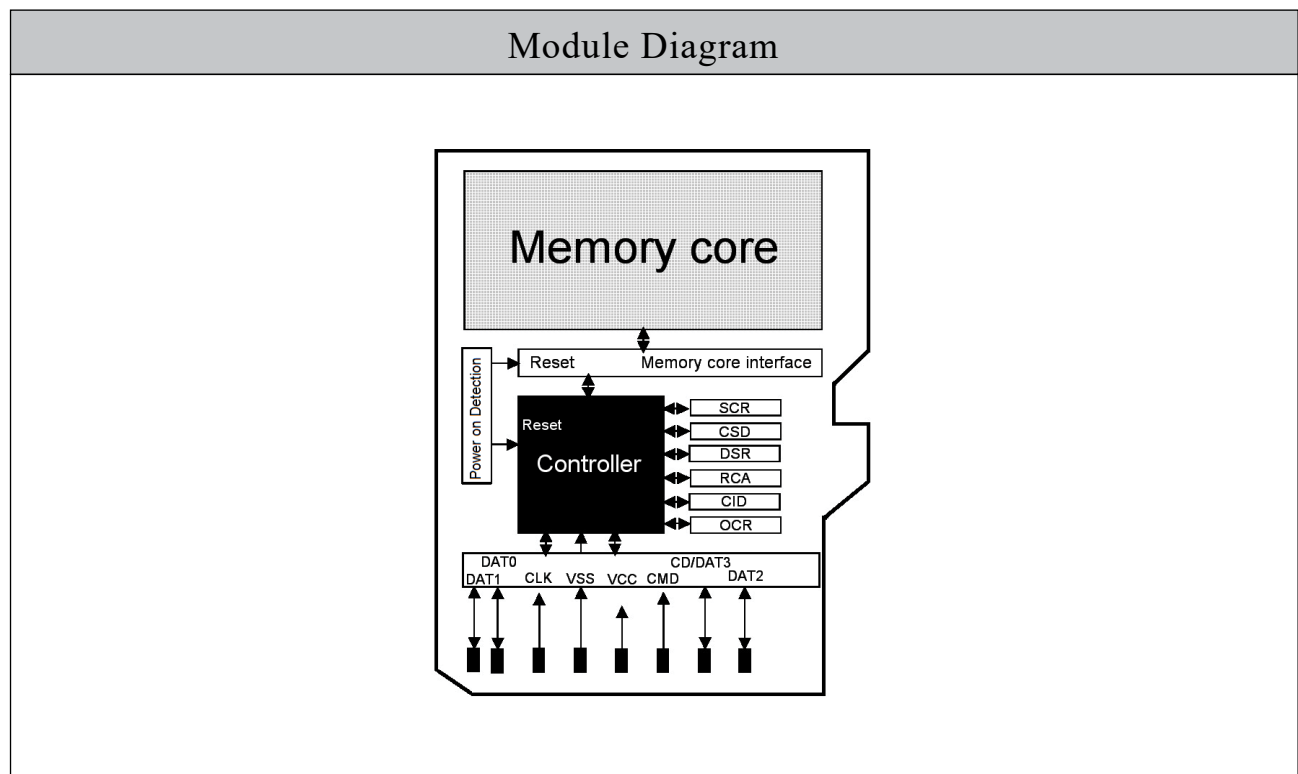 Module Diagram
Memory core
Power on Detection
Reset
Memory core interface
Reset
Controller
SCR
CSD
DSR
RCA
CID
OCR
DAT0
CD/DAT3
DAT1
CLK
VSS
VCC
CMD
DAT2